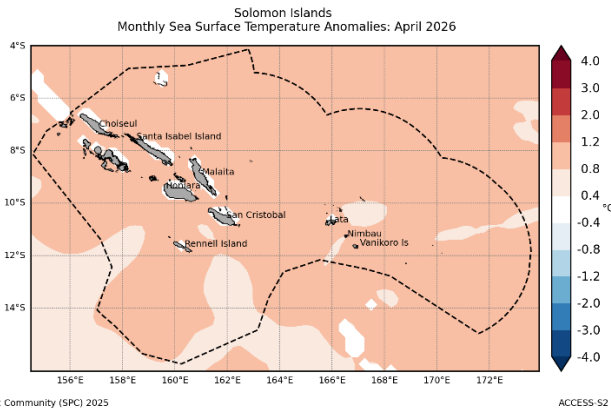 Solomon Islands
Monthly Sea Surface Temperature Anomalies: April 2026
4°S
6°S
8°S
10°S
12°S
14°S
Choiseul
Santa Isabel Island
Malaita
Honiara
San Cristobal
Rennell Island
Lata
Nimbau
Vanikoro Is
156°E 158°E 160°E 162°E 164°E 166°E 168°E 170°E 172°E
4.0
3.0
2.0
1.2
0.8
0.4
-0.4
-0.8
-1.2
-2.0
-3.0
-4.0
Community (SPC) 2025
ACCESS-S2